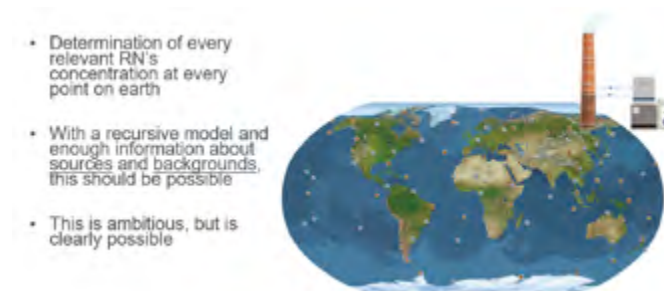 • Determination of every
relevant RN's
concentration at every
point on earth
• With a recursive model and
enough information about
sources and backgrounds,
this should be possible
• This is ambitious, but is
clearly possible